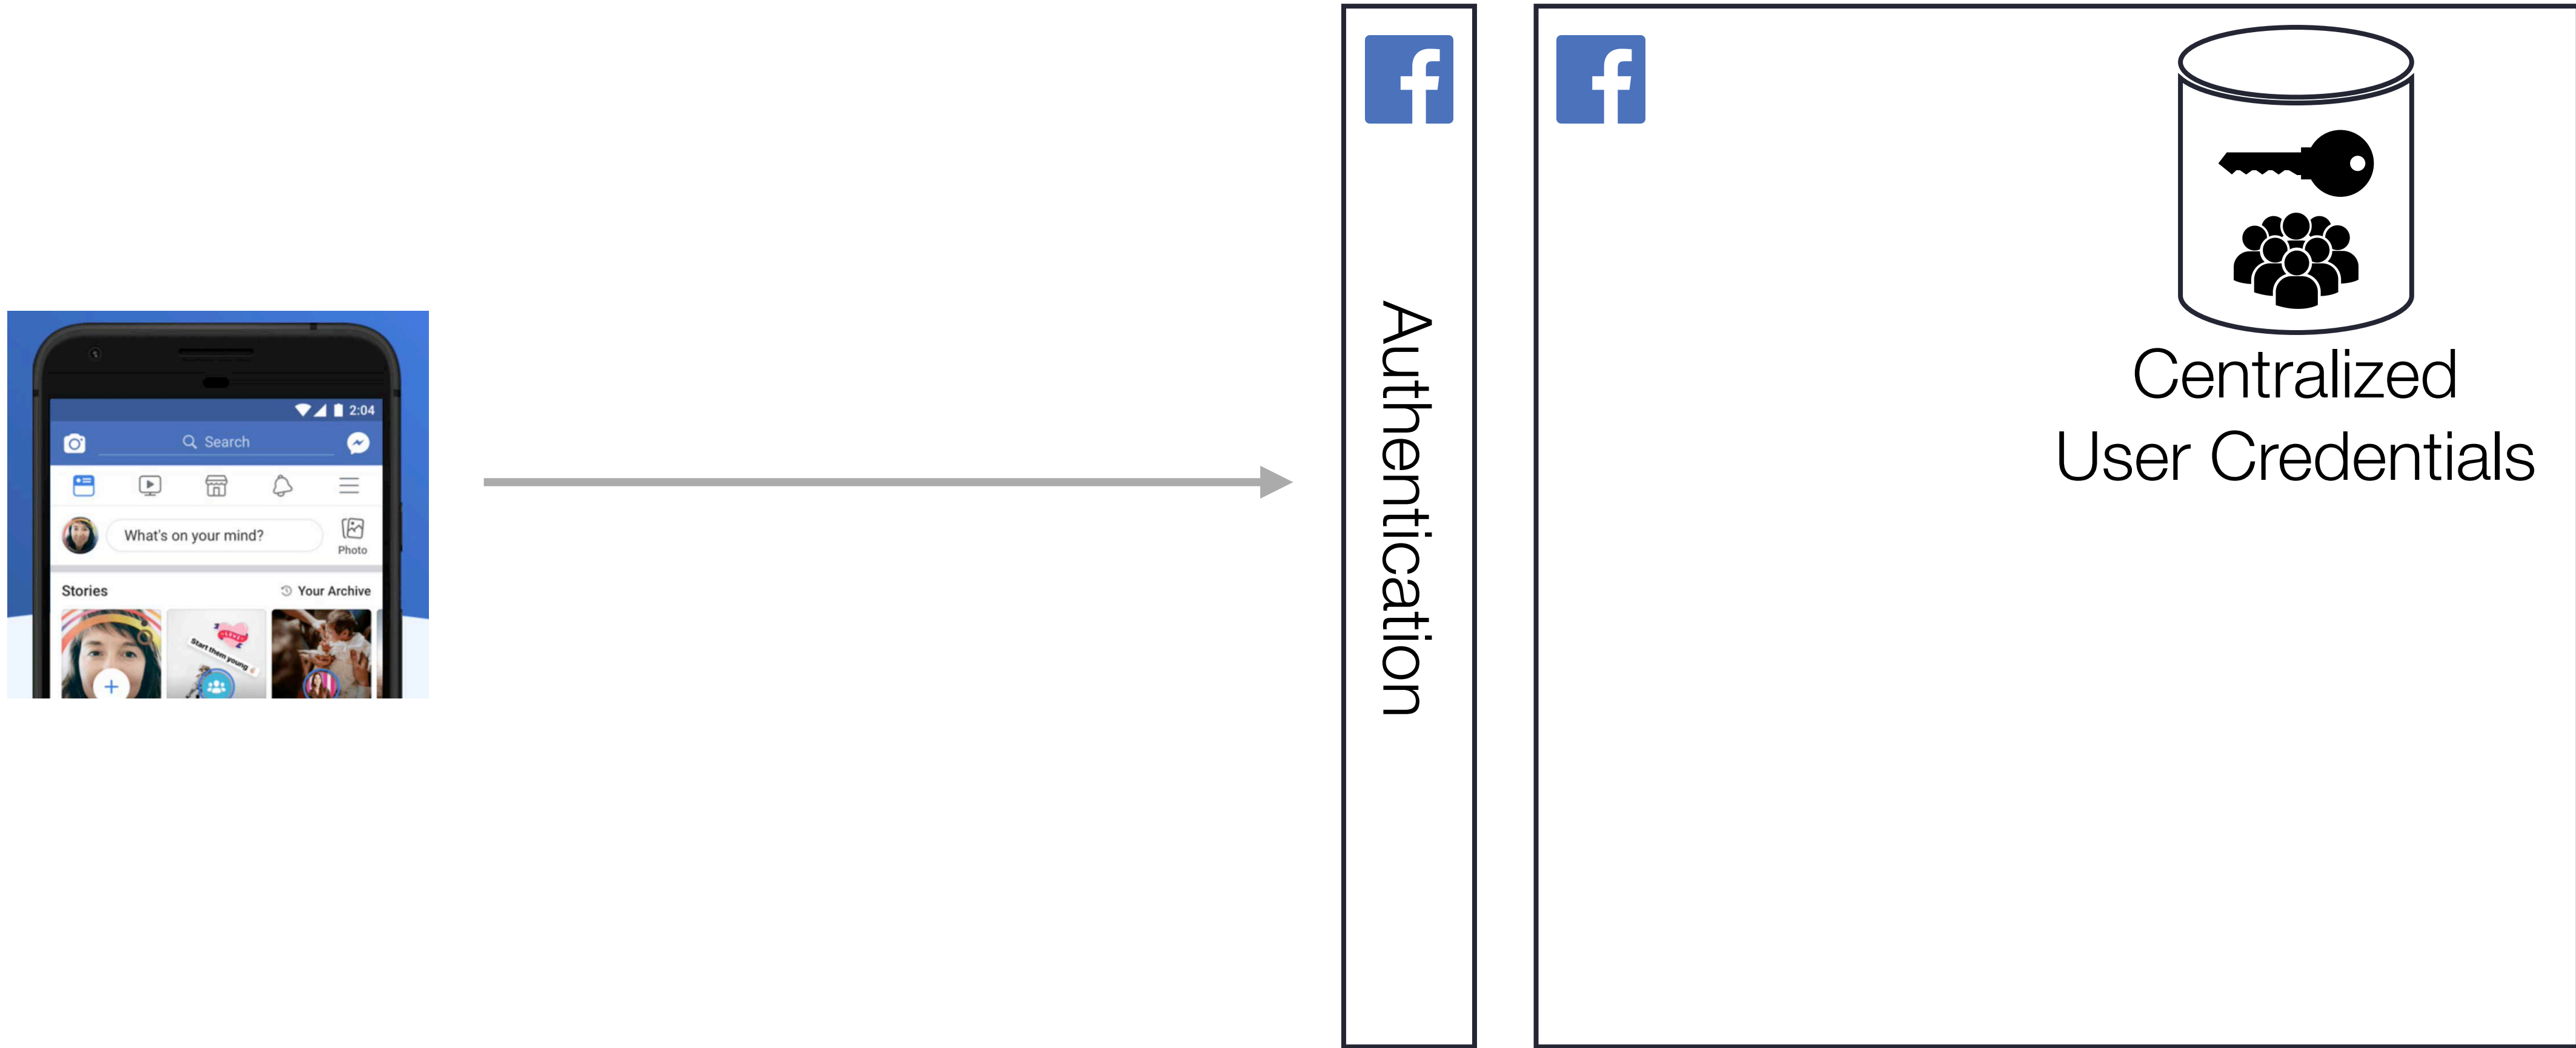 2:04
Search
What's on your mind?
Photo
Stories
Your Archive
Start them young
Authentication
Centralized
User Credentials